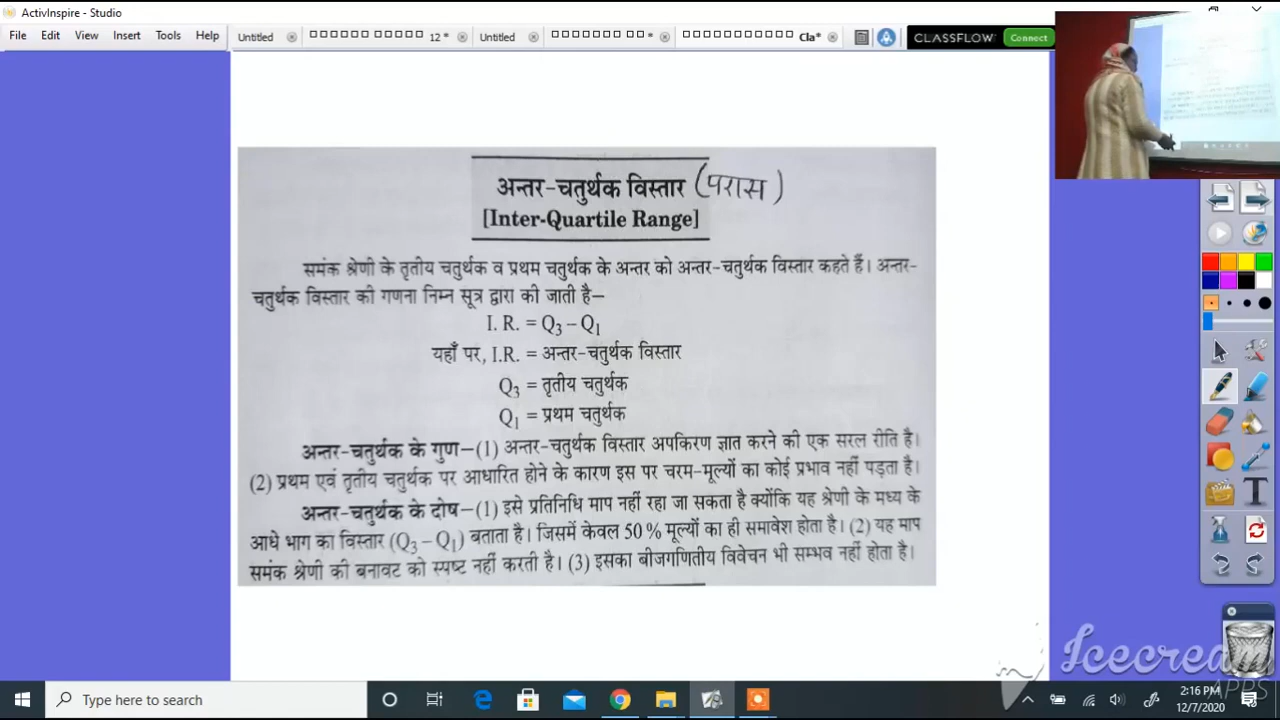 ActivInspire - Studio
File Edit View Insert Tools Help
Untitled 12 * Untitled * Cla*
CLASSFLOW Connect
अन्तर-चतुर्थक विस्तार (परास)
[Inter-Quartile Range]
समंक श्रेणी के तृतीय चतुर्थक व प्रथम चतुर्थक के अन्तर को अन्तर-चतुर्थक विस्तार कहते हैं। अन्तर-
चतुर्थक विस्तार की गणना निम्न सूत्र द्वारा की जाती है–
I. R. = Q₃ – Q₁
यहाँ पर, I.R. = अन्तर-चतुर्थक विस्तार
Q₃ = तृतीय चतुर्थक
Q₁ = प्रथम चतुर्थक
अन्तर-चतुर्थक के गुण–(1) अन्तर-चतुर्थक विस्तार अपकिरण ज्ञात करने की एक सरल रीति है।
(2) प्रथम एवं तृतीय चतुर्थक पर आधारित होने के कारण इस पर चरम-मूल्यों का कोई प्रभाव नहीं पड़ता है।
अन्तर-चतुर्थक के दोष–(1) इसे प्रतिनिधि माप नहीं रहा जा सकता है क्योंकि यह श्रेणी के मध्य के
आधे भाग का विस्तार (Q₃ – Q₁) बताता है। जिसमें केवल 50 % मूल्यों का ही समावेश होता है। (2) यह माप
समंक श्रेणी की बनावट को स्पष्ट नहीं करती है। (3) इसका बीजगणितीय विवेचन भी सम्भव नहीं होता है।
Icecream
APPS
Type here to search
2:16 PM
12/7/2020